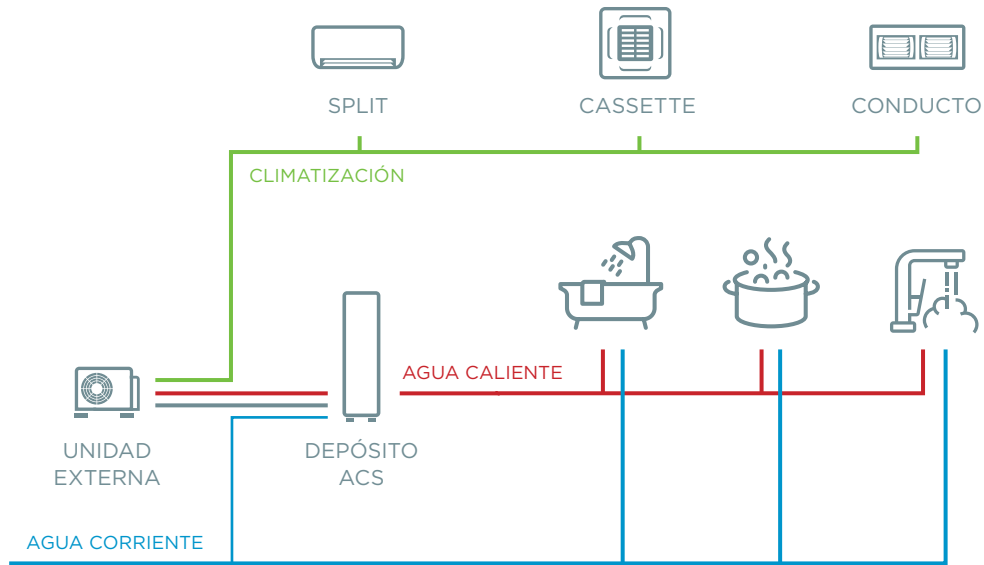 SPLIT
CASSETTE
CONDUCTO
CLIMATIZACIÓN
AGUA CALIENTE
UNIDAD
EXTERNA
DEPÓSITO
ACS
AGUA CORRIENTE